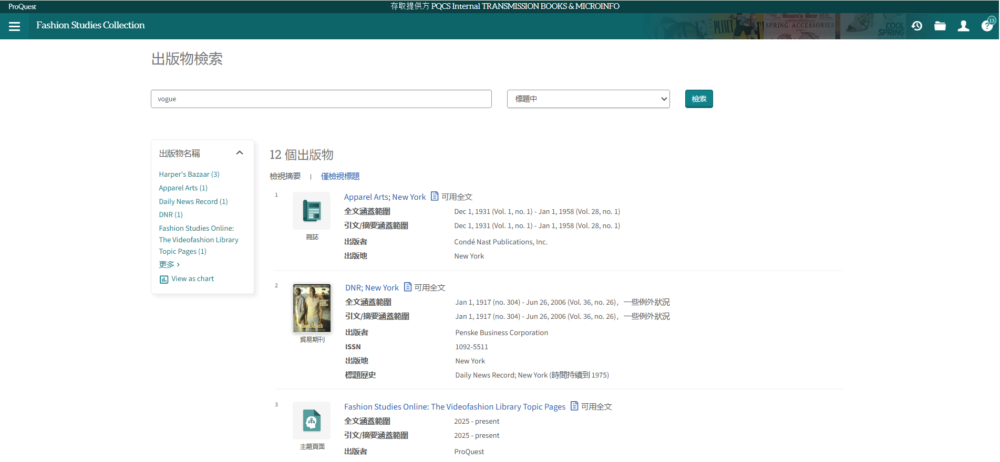 ProQuest
存取提供方 PQCS Internal TRANSMISSION BOOKS & MICROINFO
Fashion Studies Collection
VOGUE
Women's Wear
SPRING ACCESSORIES
COOL
SPRING
13
出版物檢索
vogue
標題中
檢索
出版物名稱
Harper's Bazaar (3)
Apparel Arts (1)
Daily News Record (1)
DNR (1)
Fashion Studies Online:
The Videofashion Library
Topic Pages (1)
更多 ›
View as chart
12 個出版物
檢視摘要 | 僅檢視標題
1
Apparel Arts; New York 可用全文
全文涵蓋範圍 Dec 1, 1931 (Vol. 1, no. 1) - Jan 1, 1958 (Vol. 28, no. 1)
引文/摘要涵蓋範圍 Dec 1, 1931 (Vol. 1, no. 1) - Jan 1, 1958 (Vol. 28, no. 1)
雜誌
出版者 Condé Nast Publications, Inc.
出版地 New York
2
DNR
Sleek Attack
DNR; New York 可用全文
全文涵蓋範圍 Jan 1, 1917 (no. 304) - Jun 26, 2006 (Vol. 36, no. 26)， 一些例外狀況
引文/摘要涵蓋範圍 Jan 1, 1917 (no. 304) - Jun 26, 2006 (Vol. 36, no. 26)， 一些例外狀況
出版者 Penske Business Corporation
貿易期刊
ISSN 1092-5511
出版地 New York
標題歷史 Daily News Record; New York (時間持續到 1975)
3
Fashion Studies Online: The Videofashion Library Topic Pages 可用全文
全文涵蓋範圍 2025 - present
引文/摘要涵蓋範圍 2025 - present
主題頁面
出版者 ProQuest